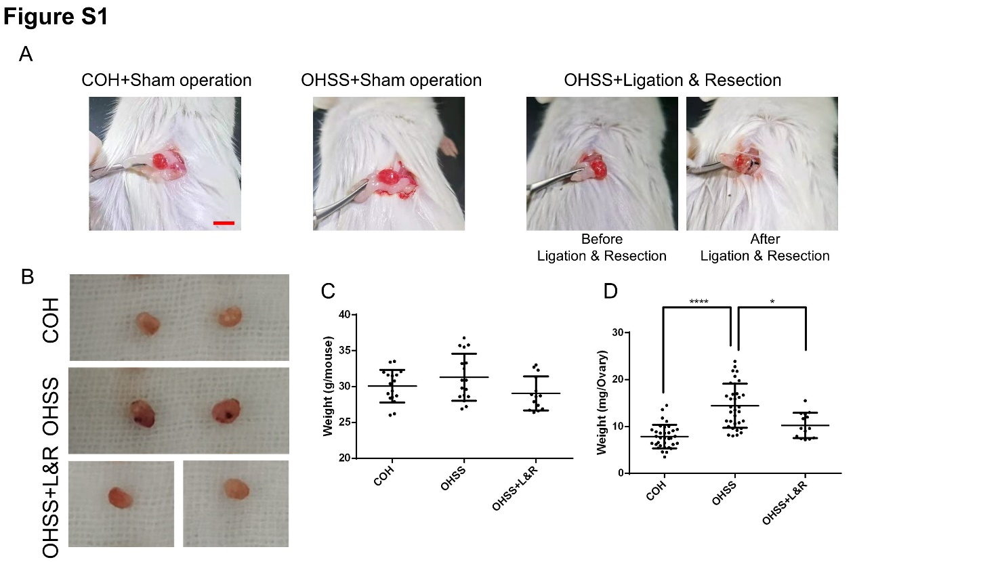 Figure S1
A
COH+Sham operation
OHSS+Sham operation
OHSS+Ligation & Resection
Before
Ligation & Resection
After
Ligation & Resection
B
COH
OHSS
OHSS+L&R
C
Weight (g/mouse)
40
35
30
25
20
COH
OHSS
OHSS+L&R
D
****
*
Weight (mg/Ovary)
30
20
10
0
COH
OHSS
OHSS+L&R